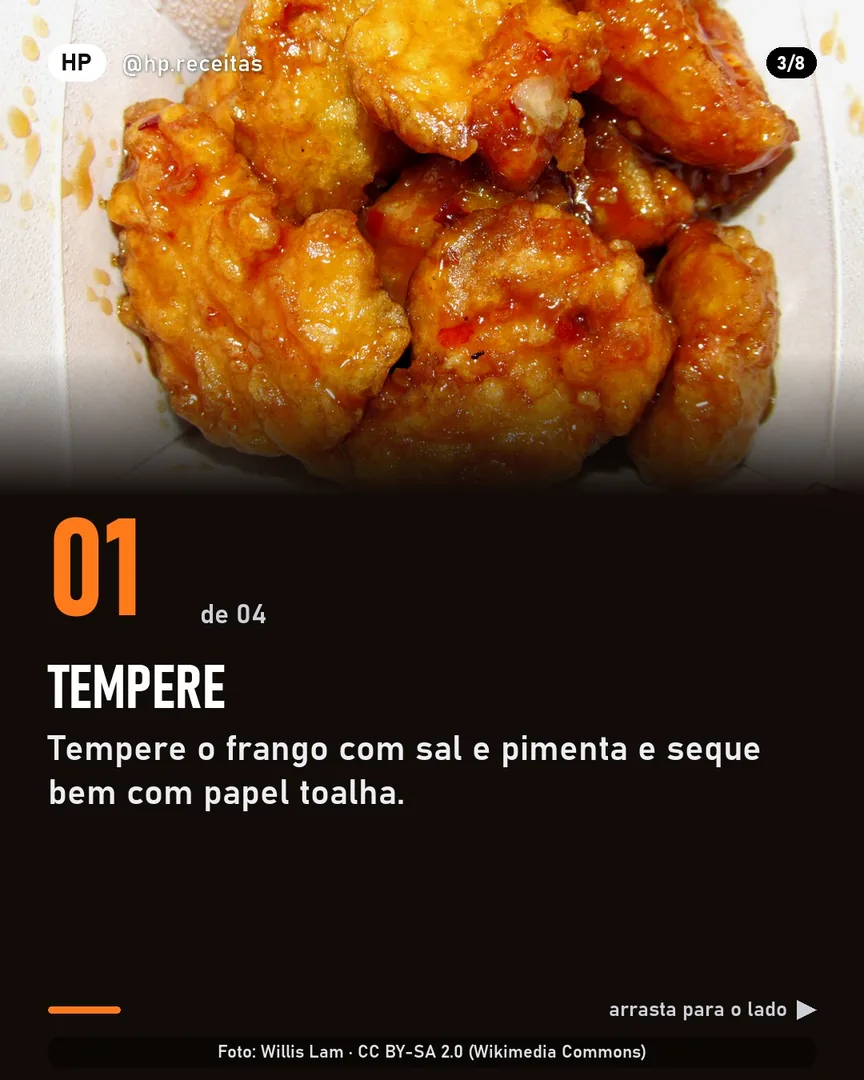 HP @hp.receitas 3/8
01
de 04
TEMPERE
Tempere o frango com sal e pimenta e seque
bem com papel toalha.
arrasta para o lado ▶
Foto: Willis Lam · CC BY-SA 2.0 (Wikimedia Commons)